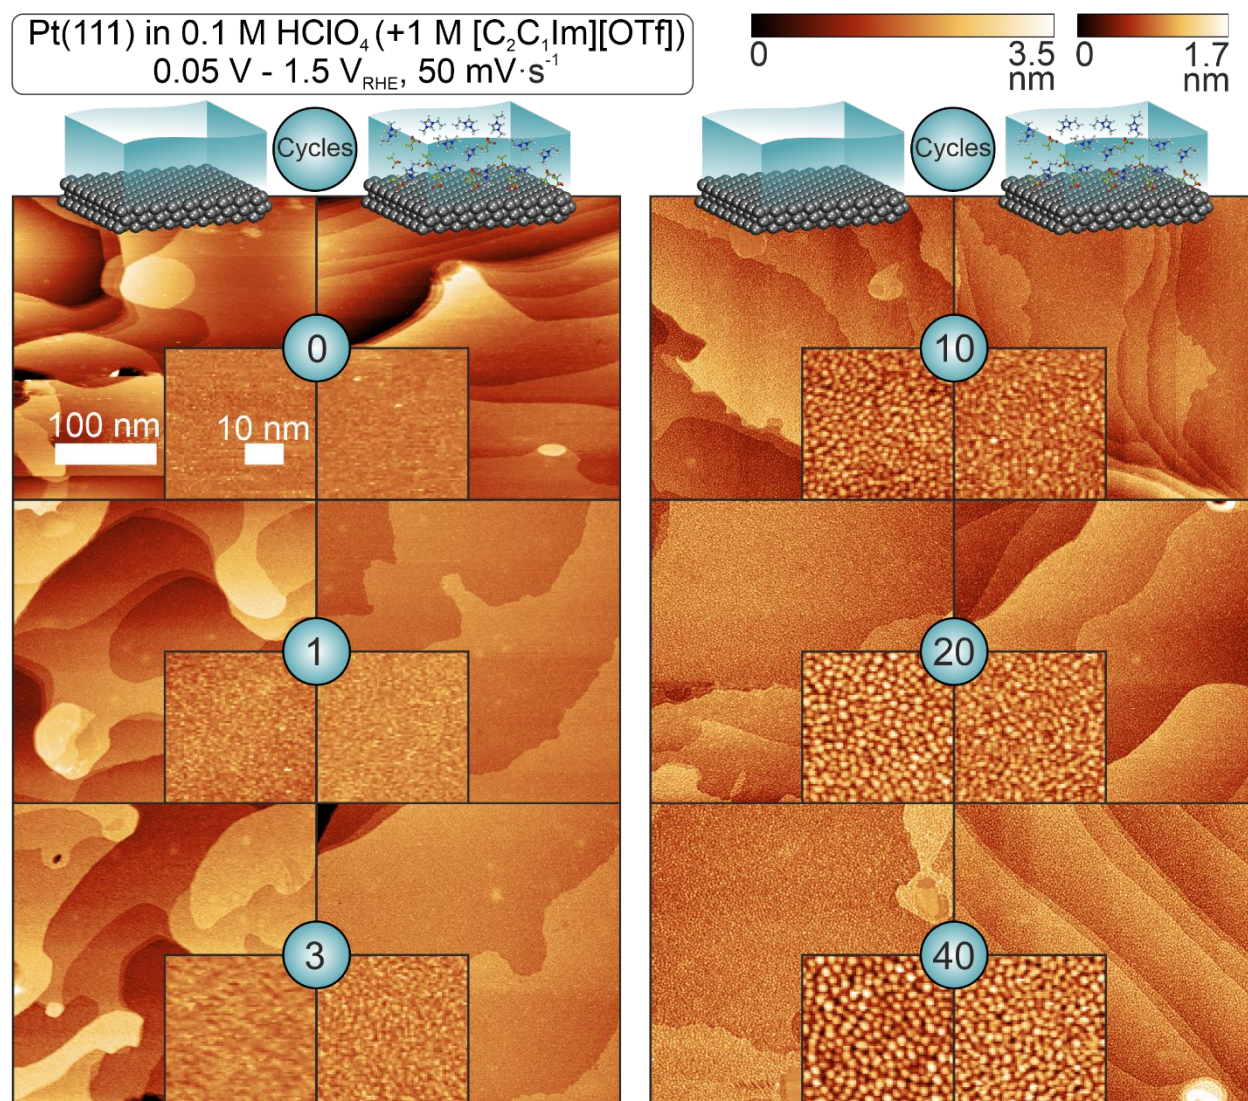 Pt(111) in 0.1 M HClO₄ (+1 M [C₂C₁Im][OTf])
0.05 V - 1.5 V_RHE, 50 mV·s⁻¹
0 3.5 nm
0 1.7 nm
Cycles
Cycles
0
100 nm
10 nm
1
3
10
20
40